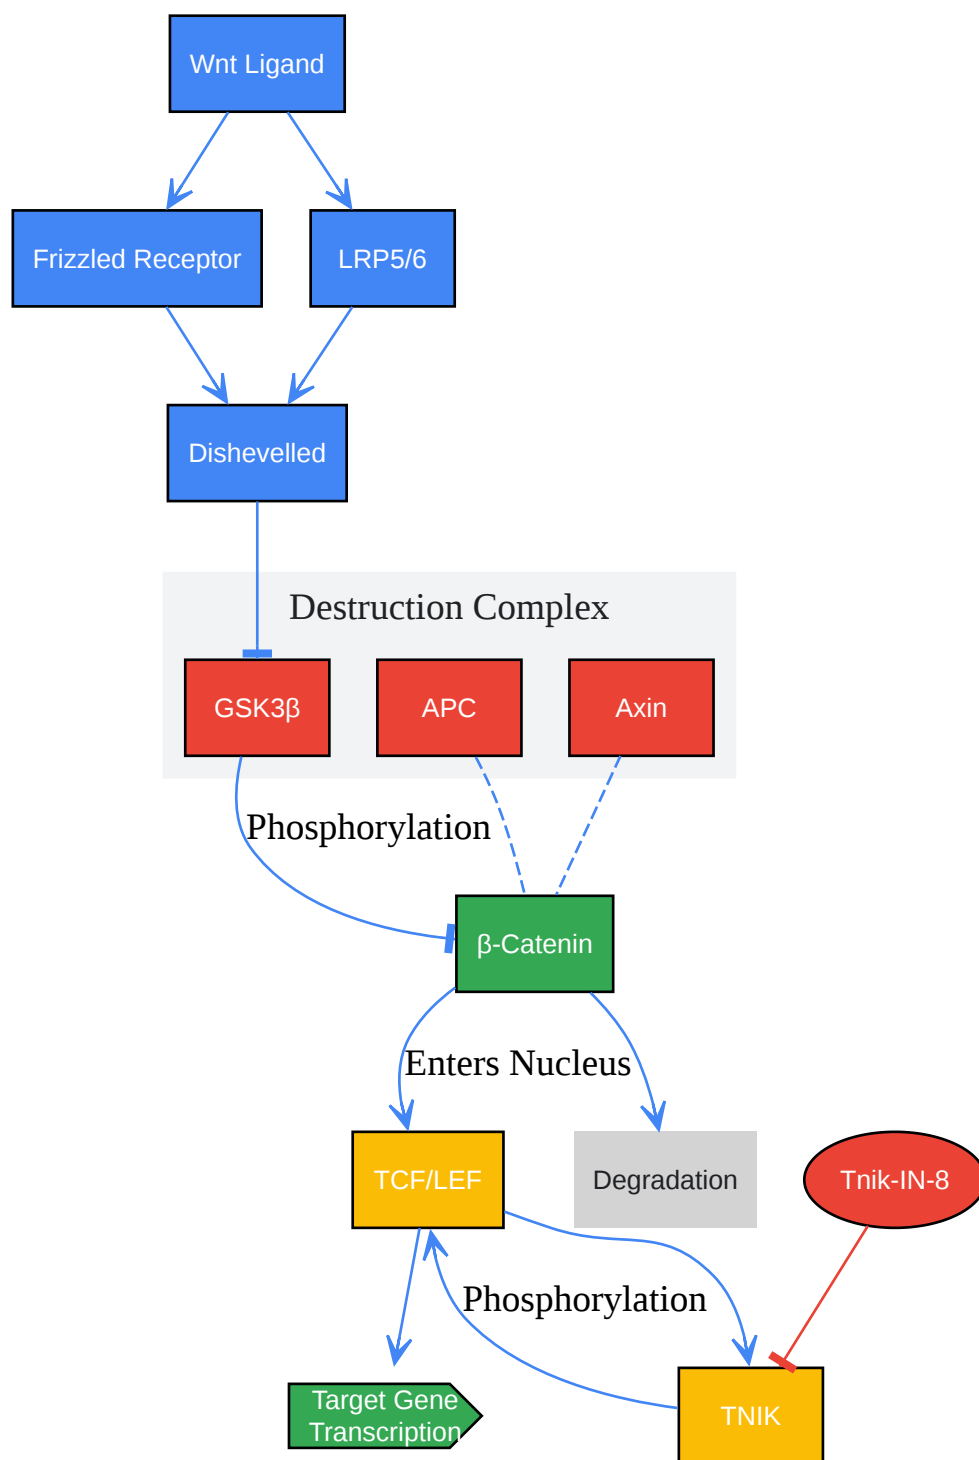 Wnt Ligand
Frizzled Receptor
LRP5/6
Dishevelled
Destruction Complex
GSK3β
APC
Axin
Phosphorylation
β-Catenin
Enters Nucleus
TCF/LEF
Degradation
Tnik-IN-8
Phosphorylation
Target Gene
Transcription
TNIK